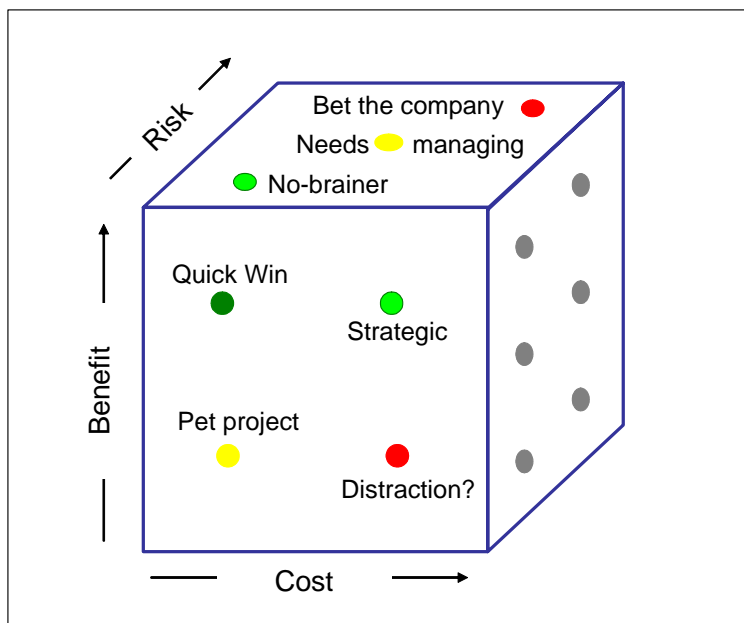 Risk
Bet the company
Needs managing
No-brainer
Benefit
Quick Win
Strategic
Pet project
Distraction?
Cost